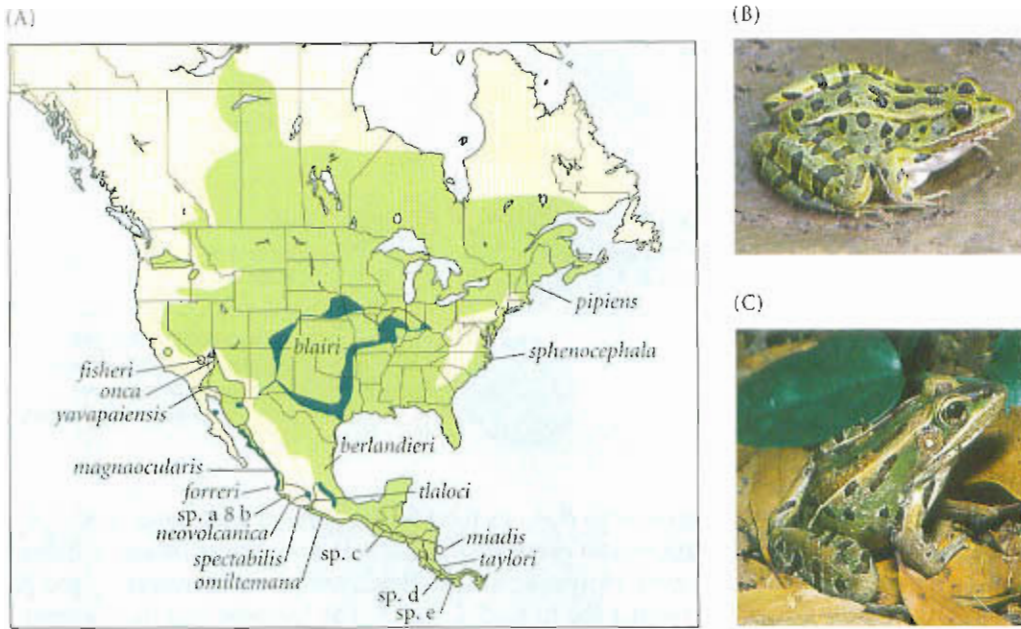 (A)
(B)
pipiens
(C)
blairi
sphenocephala
fisheri
onca
yavapaiensis
berlandieri
magnaocularis
tlaloci
forreri
sp. a 8 b
neovolcanica
miadis
spectabilis
sp. c
taylori
omiltemana
sp. d
sp. e